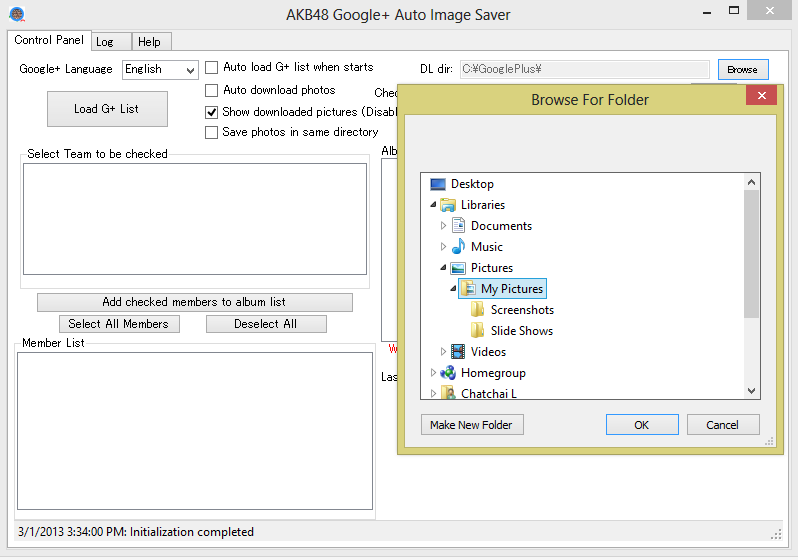 AKB48 Google+ Auto Image Saver
Control Panel Log Help
Google+ Language English Auto load G+ list when starts DL dir: C:¥GooglePlus¥ Browse
Auto download photos
Load G+ List
Show downloaded pictures (Disabl
Save photos in same directory
Select Team to be checked
Add checked members to album list
Select All Members Deselect All
Member List
Browse For Folder
Desktop
Libraries
Documents
Music
Pictures
My Pictures
Screenshots
Slide Shows
Videos
Homegroup
Chatchai L
Make New Folder OK Cancel
3/1/2013 3:34:00 PM: Initialization completed